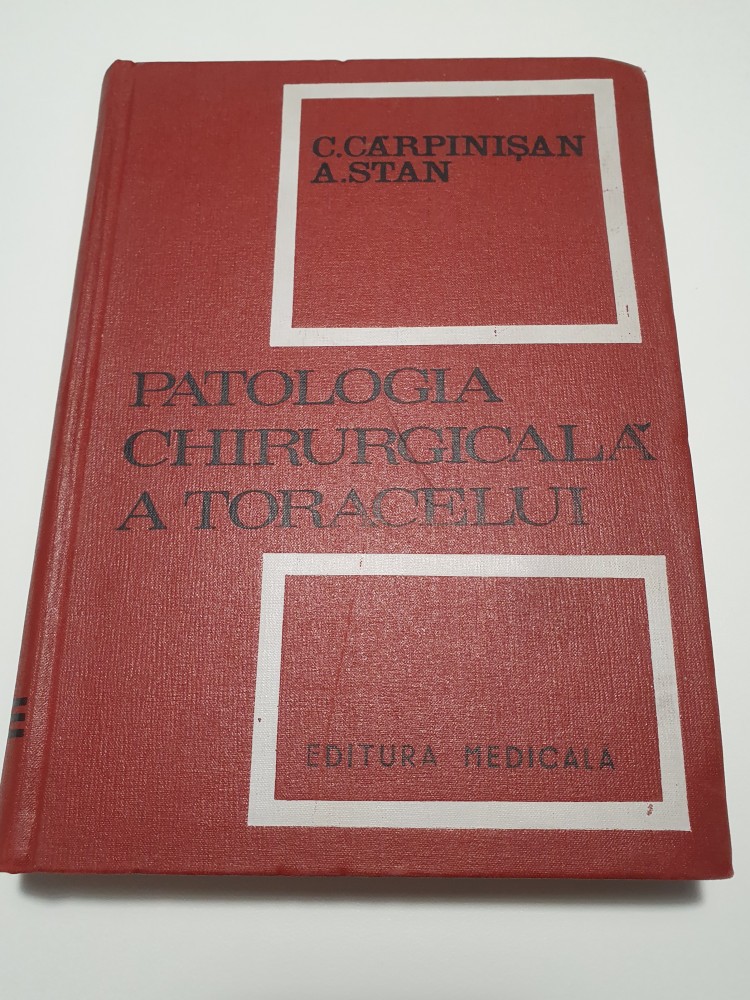 C. CĂRPINIŞAN
A. STAN
PATOLOGIA
CHIRURGICALĂ
A TORACELUI
EDITURA MEDICALA